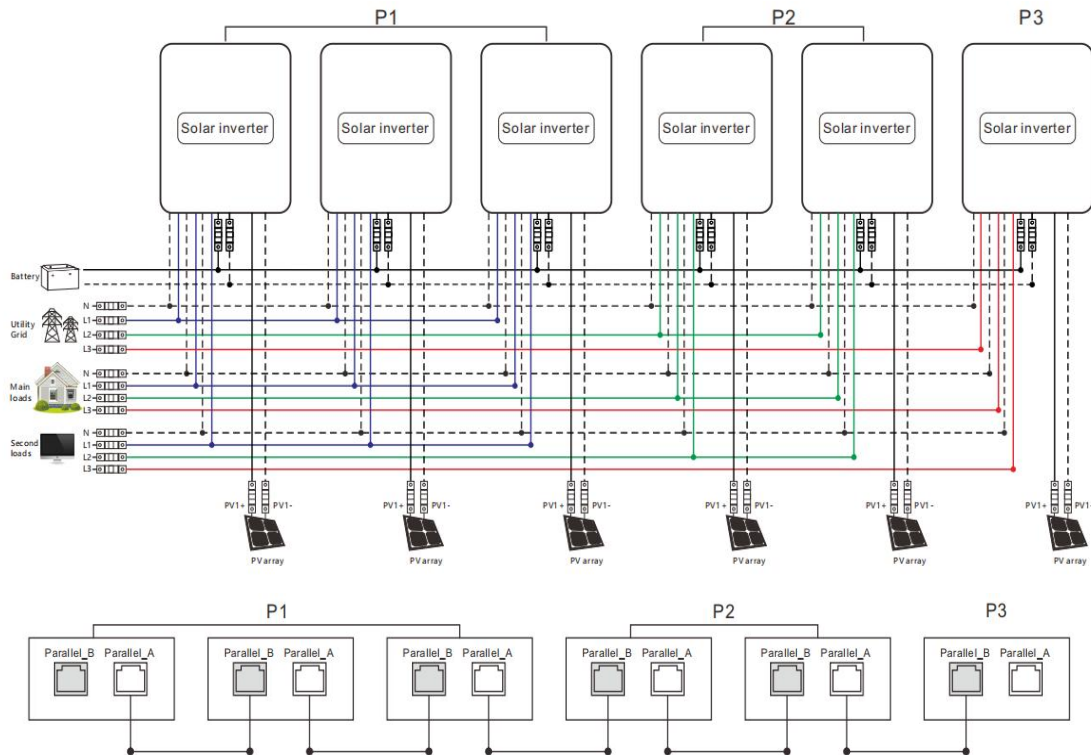 P1 P2 P3
Solar inverter Solar inverter Solar inverter Solar inverter Solar inverter Solar inverter
Battery
N
Utility
Grid
L1
L2
L3
N
Main
loads
L1
L2
L3
N
Second
loads
L1
L2
L3
PV1+ PV1- PV1+ PV1- PV1+ PV1- PV1+ PV1- PV1+ PV1- PV1+ PV1-
PV array PV array PV array PV array PV array PV array
P1 P2 P3
Parallel_B Parallel_A Parallel_B Parallel_A Parallel_B Parallel_A Parallel_B Parallel_A Parallel_B Parallel_A Parallel_B Parallel_A